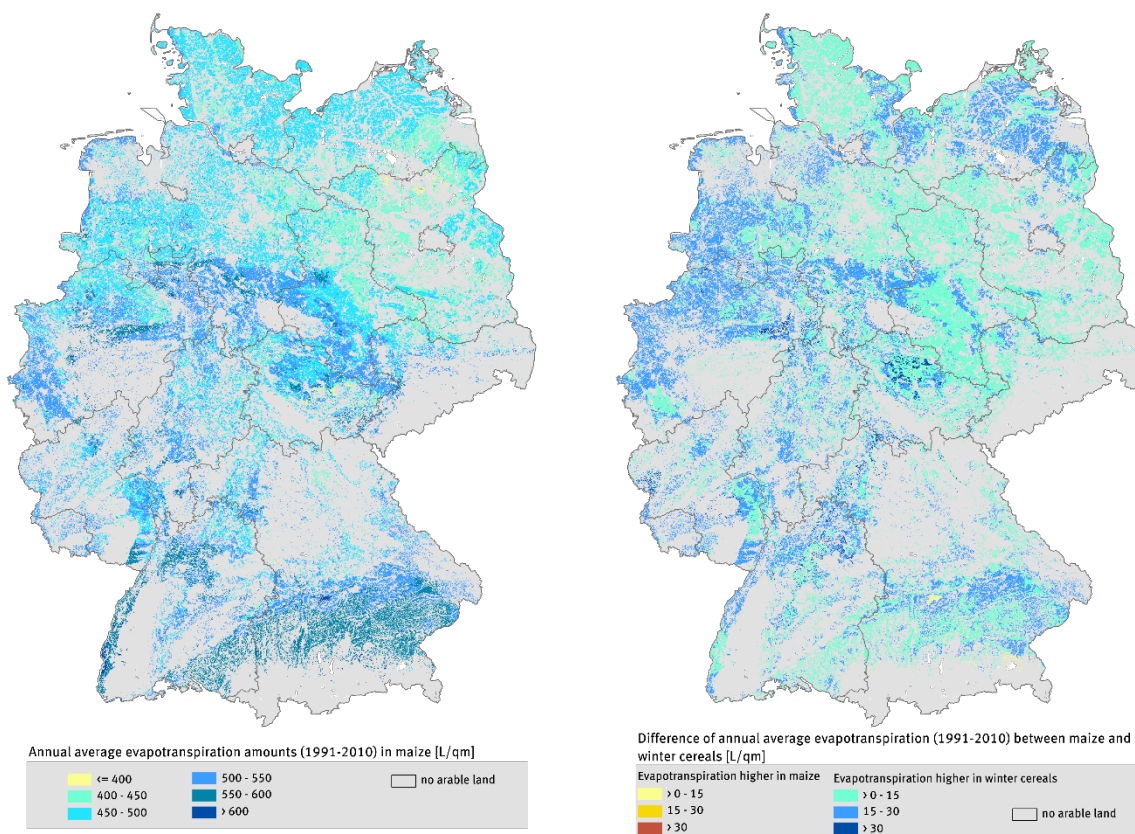 Annual average evapotranspiration amounts (1991-2010) in maize [L/qm]
<= 400
400 - 450
450 - 500
500 - 550
550 - 600
> 600
no arable land
Difference of annual average evapotranspiration (1991-2010) between maize and
winter cereals [L/qm]
Evapotranspiration higher in maize
> 0 - 15
15 - 30
> 30
Evapotranspiration higher in winter cereals
> 0 - 15
15 - 30
> 30
no arable land